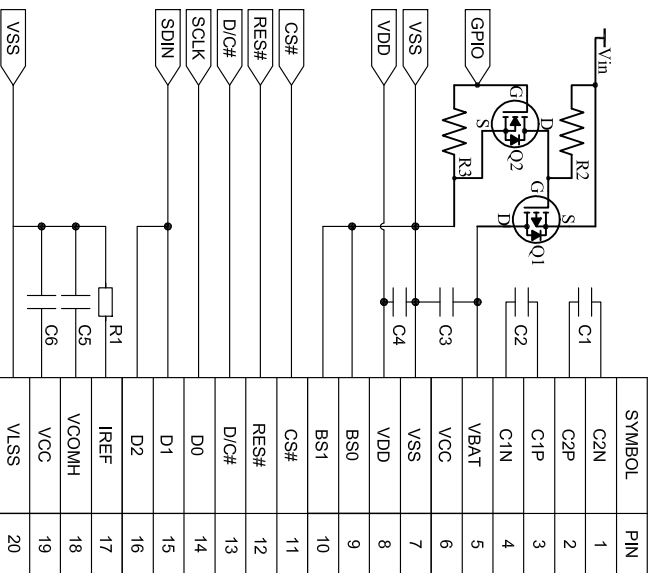 SYMBOL PIN
C2N 1
C2P 2
C1P 3
C1N 4
VBAT 5
VCC 6
VSS 7
VDD 8
BS0 9
BS1 10
CS# 11
RES# 12
D/C# 13
D0 14
D1 15
D2 16
IREF 17
VCOMH 18
VCC 19
VLSS 20
Vin
GPIO
VSS
VDD
CS#
RES#
D/C#
SCLK
SDIN
VSS
R2
S
Q1
G
D
D
Q2
G
S
R3
C1
C2
C3
C4
R1
C5
C6